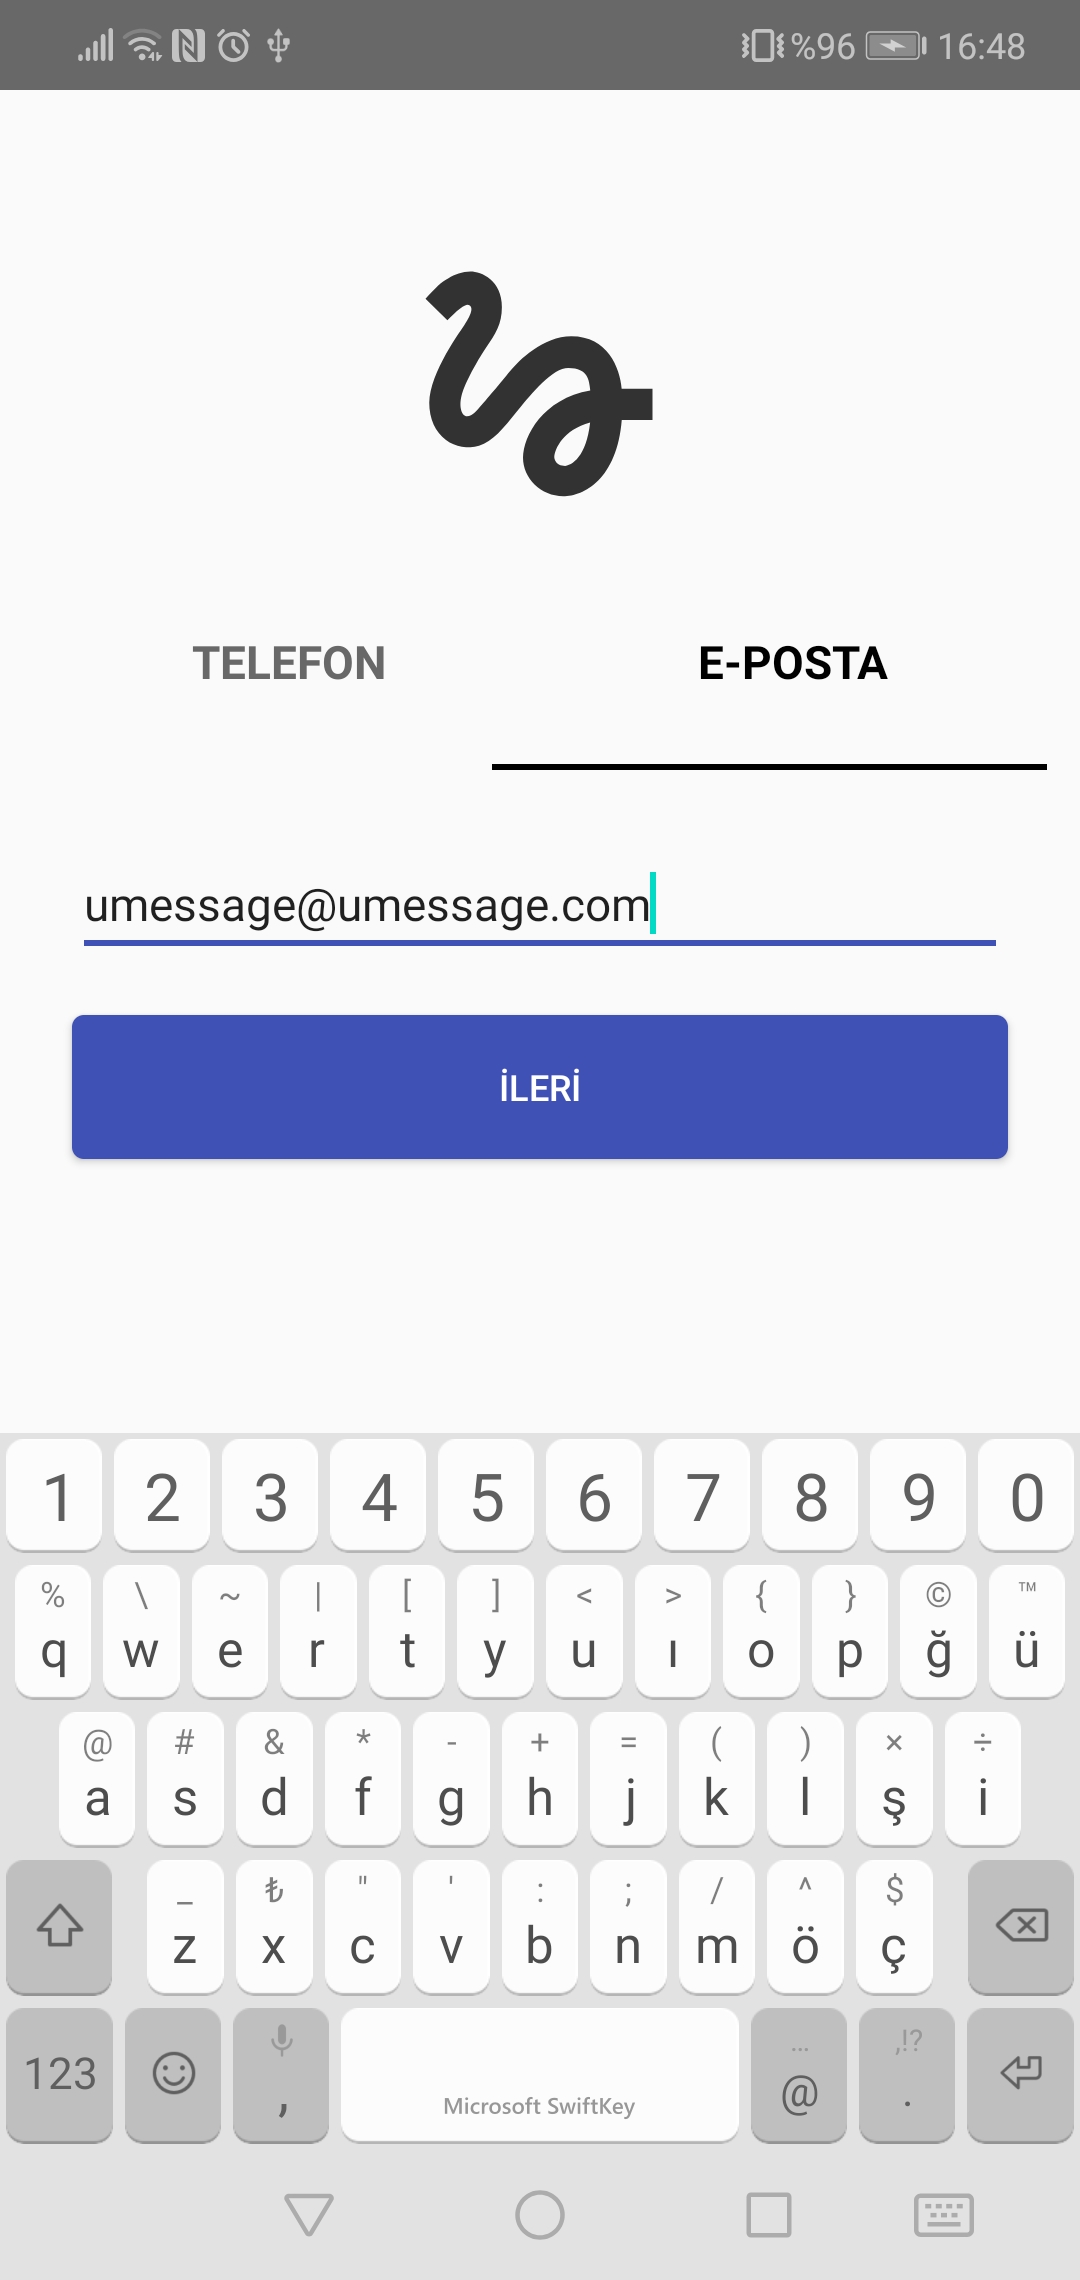 %96 16:48
TELEFON E-POSTA
umessage@umessage.com
İLERİ
1 2 3 4 5 6 7 8 9 0
% \ ~ | [ ] < > { } © ™
q w e r t y u ı o p ğ ü
@ # & * - + = ( ) × ÷
a s d f g h j k l ş i
_ ₺ " ' : ; / ^ $
z x c v b n m ö ç
... ,!?
123 , @ .
Microsoft SwiftKey